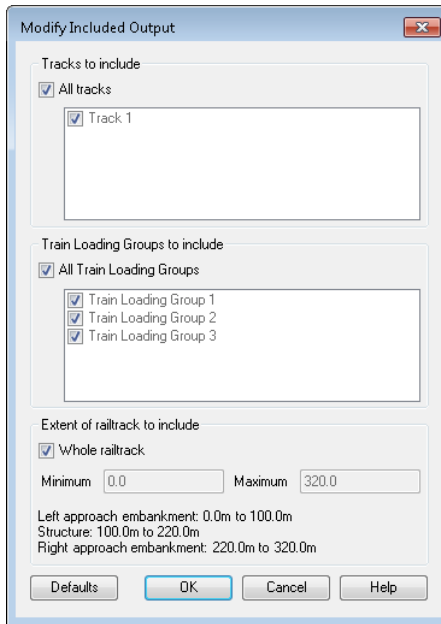 Modify Included Output
Tracks to include
All tracks
Track 1
Train Loading Groups to include
All Train Loading Groups
Train Loading Group 1
Train Loading Group 2
Train Loading Group 3
Extent of railtrack to include
Whole railtrack
Minimum 0.0 Maximum 320.0
Left approach embankment: 0.0m to 100.0m
Structure: 100.0m to 220.0m
Right approach embankment: 220.0m to 320.0m
Defaults OK Cancel Help